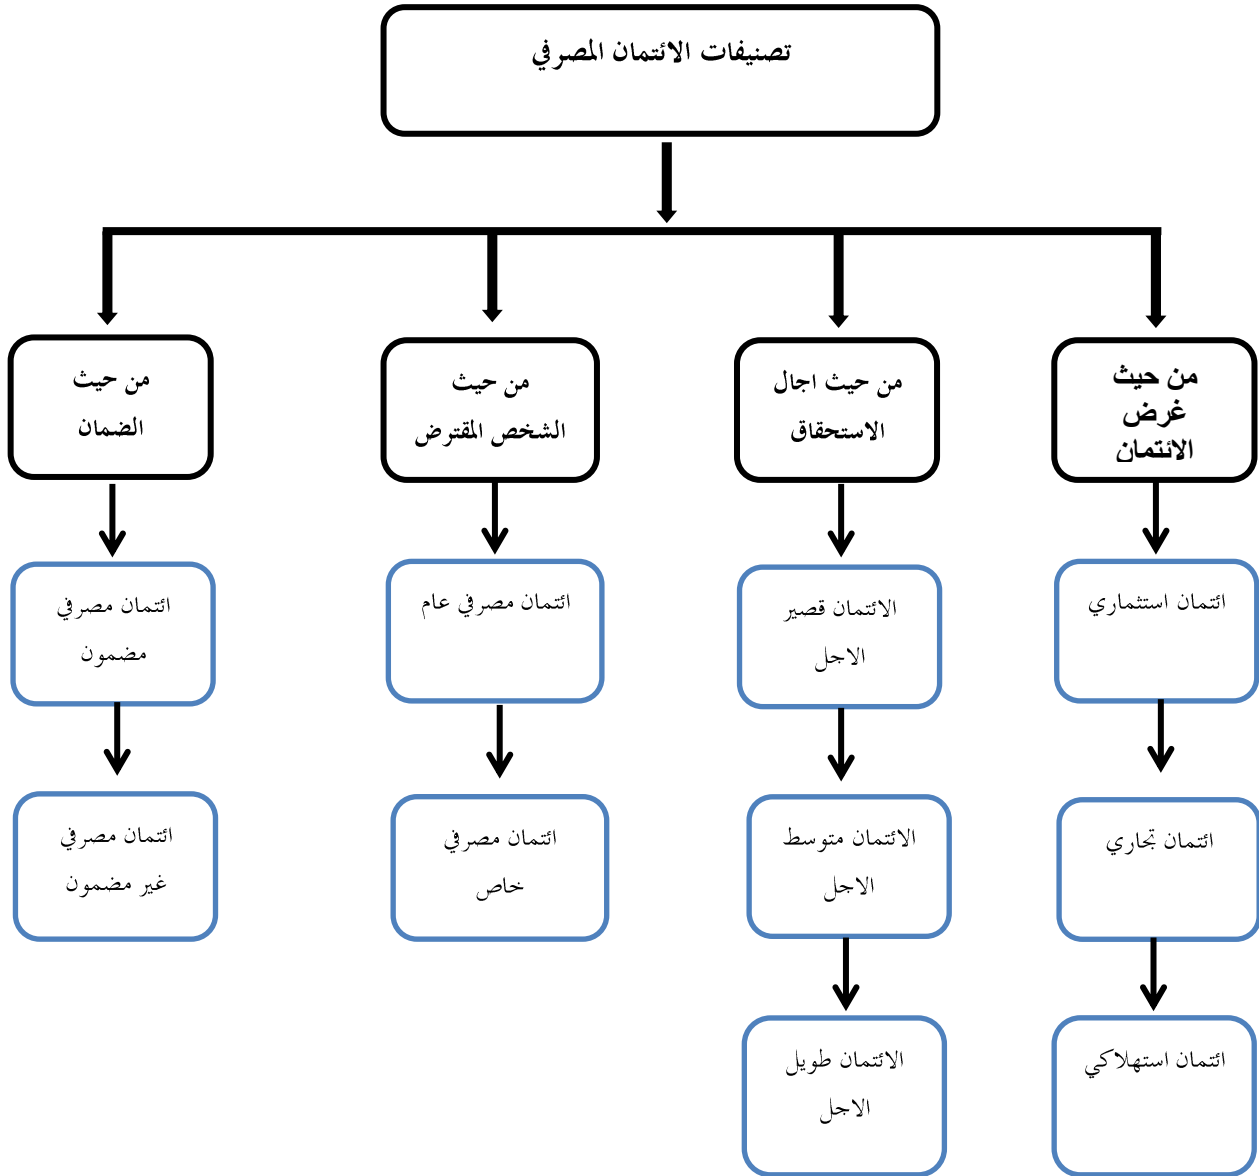 تصنيفات الائتمان المصرفي
من حيث
غرض
الائتمان
من حيث اجال
الاستحقاق
من حيث
الشخص المقترض
من حيث
الضمان
ائتمان استثماري
الائتمان قصير
الاجل
ائتمان مصرفي عام
ائتمان مصرفي
مضمون
ائتمان تجاري
الائتمان متوسط
الاجل
ائتمان مصرفي
خاص
ائتمان مصرفي
غير مضمون
ائتمان استهلاكي
الائتمان طويل
الاجل